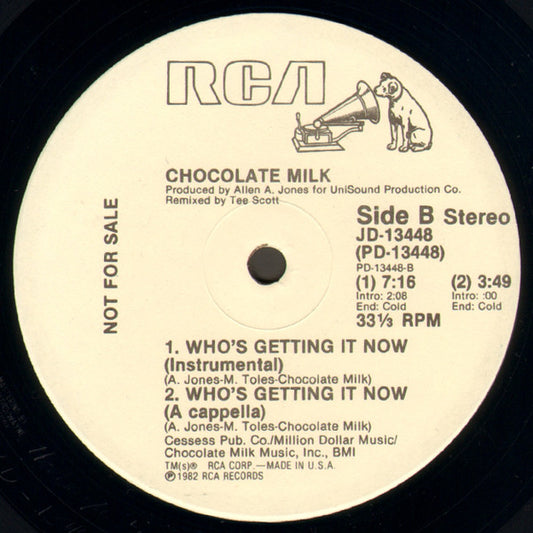 RCA
CHOCOLATE MILK
Produced by Allen A. Jones for UniSound Production Co.
Remixed by Tee Scott
NOT FOR SALE
Side B Stereo
JD-13448
(PD-13448)
PD-13448-B
(1) 7:16 (2) 3:49
Intro: 2:08 Intro: :00
End: Cold End: Cold
33⅓ RPM
1. WHO'S GETTING IT NOW
(Instrumental)
(A. Jones-M. Toles-Chocolate Milk)
2. WHO'S GETTING IT NOW
(A cappella)
(A. Jones-M. Toles-Chocolate Milk)
Cessess Pub. Co./Million Dollar Music/
Chocolate Milk Music, Inc., BMI
TM(s)® RCA CORP.—MADE IN U.S.A.
℗1982 RCA RECORDS